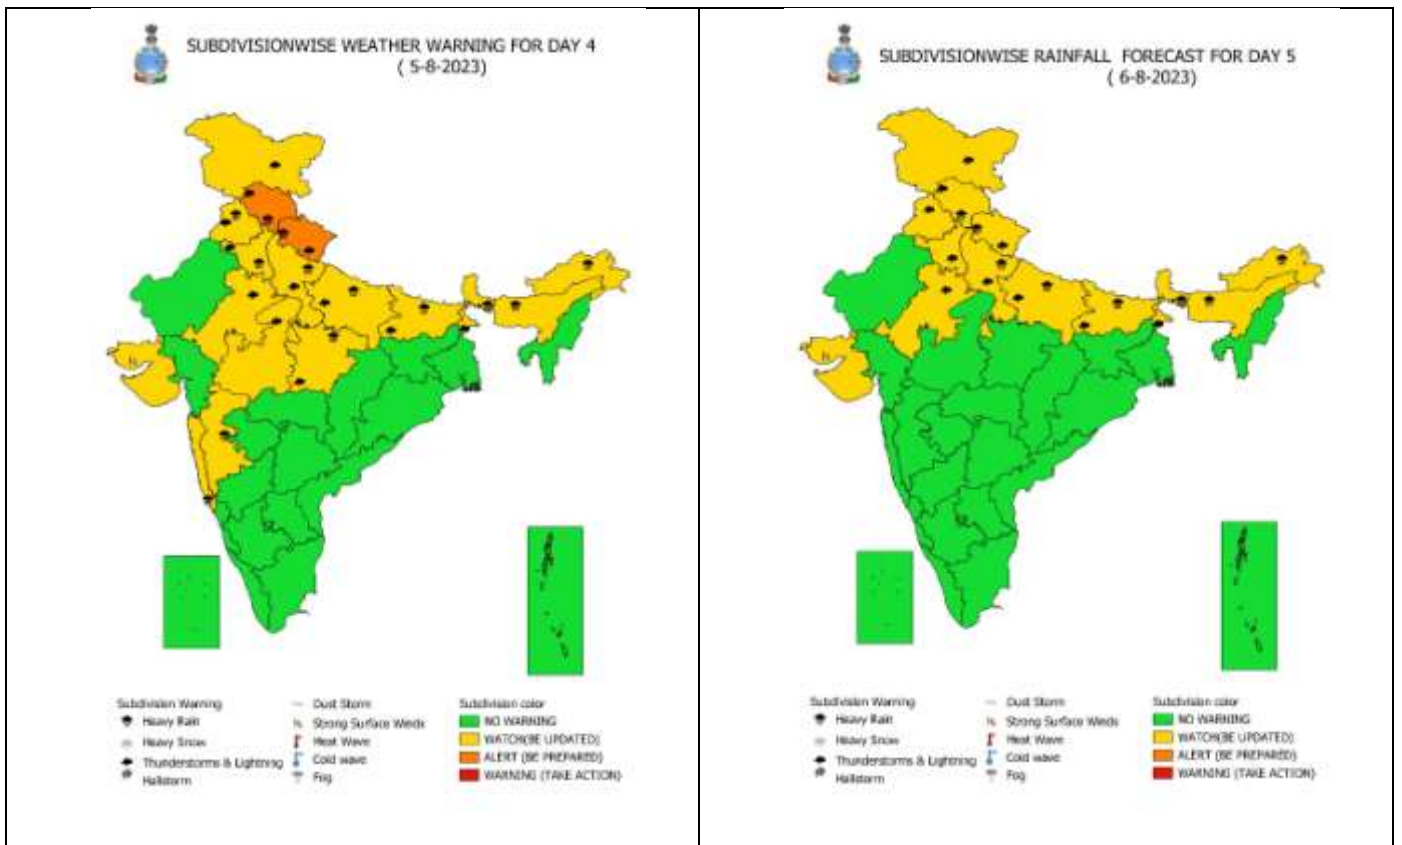 SUBDIVISIONWISE WEATHER WARNING FOR DAY 4
( 5-8-2023)
Subdivision Warning
Heavy Rain
Heavy Snow
Thunderstorms & Lightning
Hailstorm
Dust Storm
Strong Surface Winds
Heat Wave
Cold wave
Fog
Subdivision color
NO WARNING
WATCH(BE UPDATED)
ALERT (BE PREPARED)
WARNING (TAKE ACTION)
SUBDIVISIONWISE RAINFALL FORECAST FOR DAY 5
( 6-8-2023)
Subdivision Warning
Heavy Rain
Heavy Snow
Thunderstorms & Lightning
Hailstorm
Dust Storm
Strong Surface Winds
Heat Wave
Cold wave
Fog
Subdivision color
NO WARNING
WATCH(BE UPDATED)
ALERT (BE PREPARED)
WARNING (TAKE ACTION)